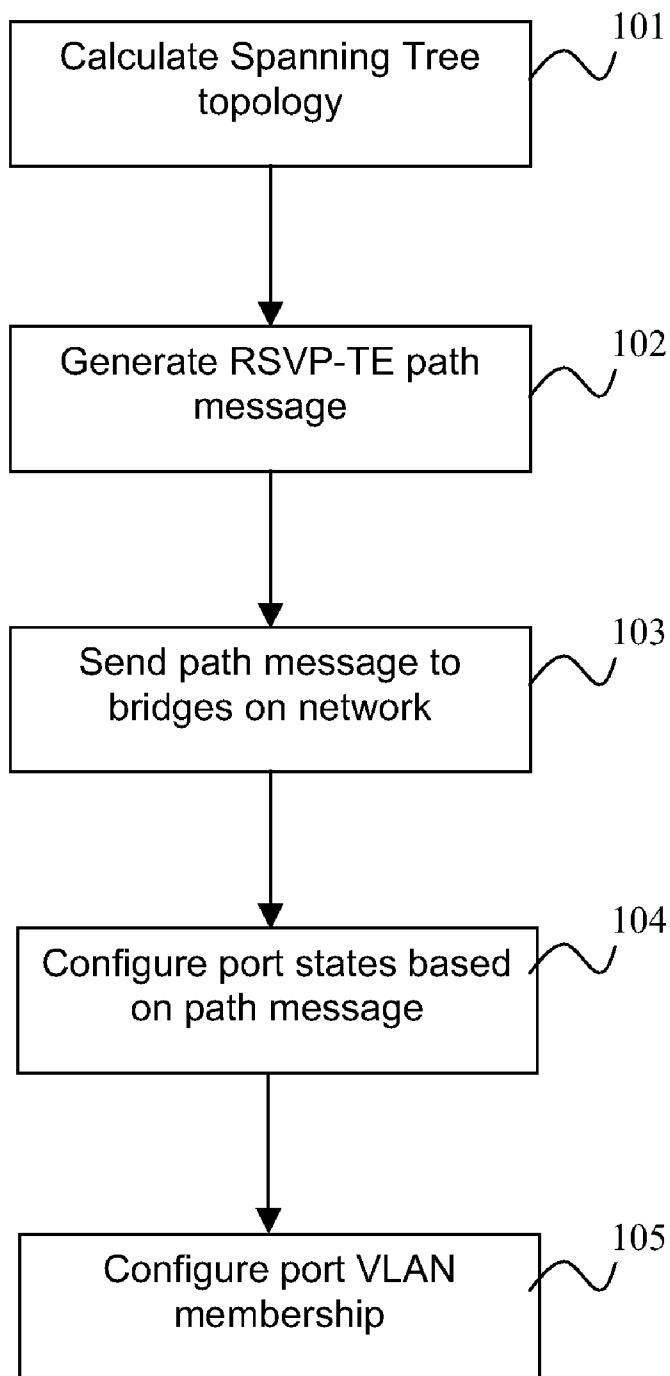 101
Calculate Spanning Tree
topology
102
Generate RSVP-TE path
message
103
Send path message to
bridges on network
104
Configure port states based
on path message
105
Configure port VLAN
membership